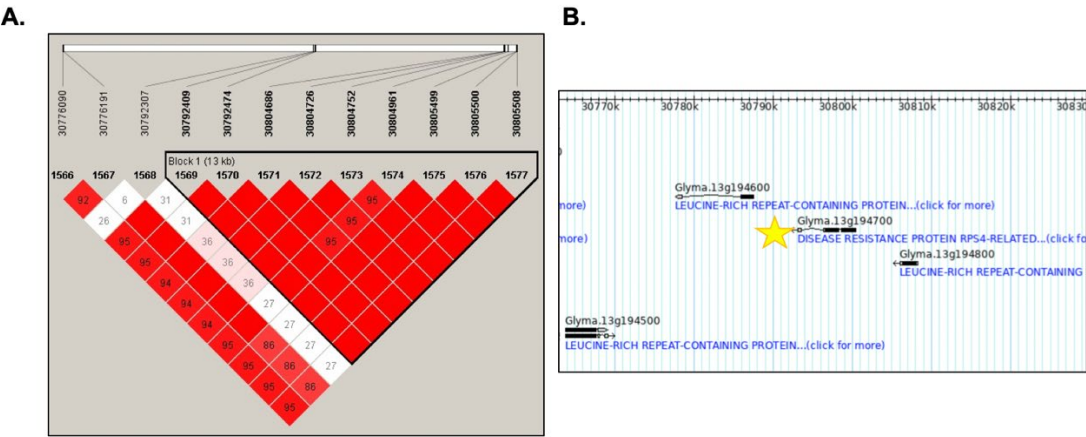 A.
B.
30776090 30776191 30792307 30792409 30792474 30804686 30804726 30804752 30804961 30805499 30805500 30805508
Block 1 (13 kb)
1566 1567 1568 1569 1570 1571 1572 1573 1574 1575 1576 1577
92 6 31 95
26 31 95
95 36 95
95 36
94 36
94 27
95 27
95 86 27
95 86 27
95 86
95
30770k 30780k 30790k 30800k 30810k 30820k 30830
Glyma.13g194600
more) LEUCINE-RICH REPEAT-CONTAINING PROTEIN...(click for more)
Glyma.13g194700
more) DISEASE RESISTANCE PROTEIN RPS4-RELATED...(click fo
Glyma.13g194800
LEUCINE-RICH REPEAT-CONTAINING
Glyma.13g194500
LEUCINE-RICH REPEAT-CONTAINING PROTEIN...(click for more)